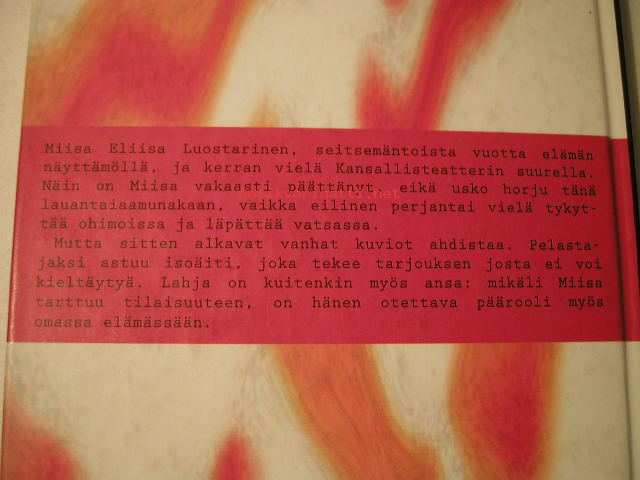 Miisa Eliisa Luostarinen, seitsemäntoista vuotta elämän
näyttämöllä, ja kerran vielä Kansallisteatterin suurella.
Näin on Miisa vakaasti päättänyt, eikä usko horju tänä
lauantaiaamunakaan, vaikka eilinen perjantai vielä tykyt-
tää ohimoissa ja läpättää vatsassa.
Mutta sitten alkavat vanhat kuviot ahdistaa. Pelasta-
jaksi astuu isoäiti, joka tekee tarjouksen josta ei voi
kieltäytyä. Lahja on kuitenkin myös ansa: mikäli Miisa
tarttuu tilaisuuteen, on hänen otettava päärooli myös
omassa elämässään.